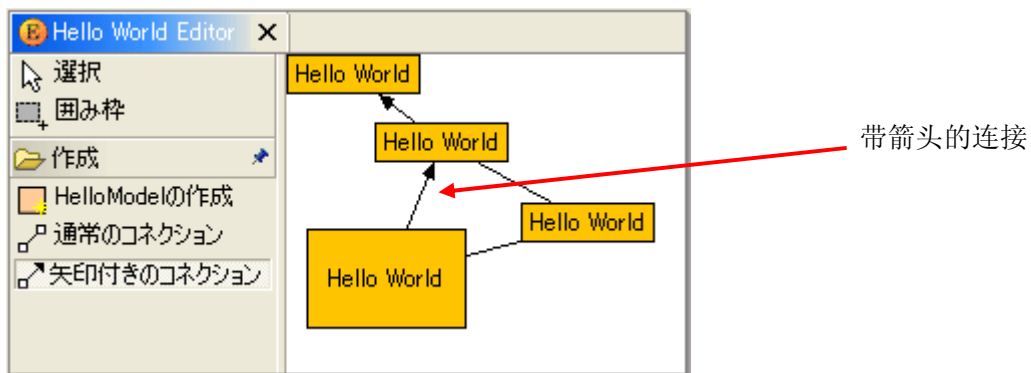 Hello World Editor
選択
囲み枠
作成
HelloModelの作成
通常のコネクション
矢印付きのコネクション
Hello World
Hello World
Hello World
Hello World
带箭头的连接